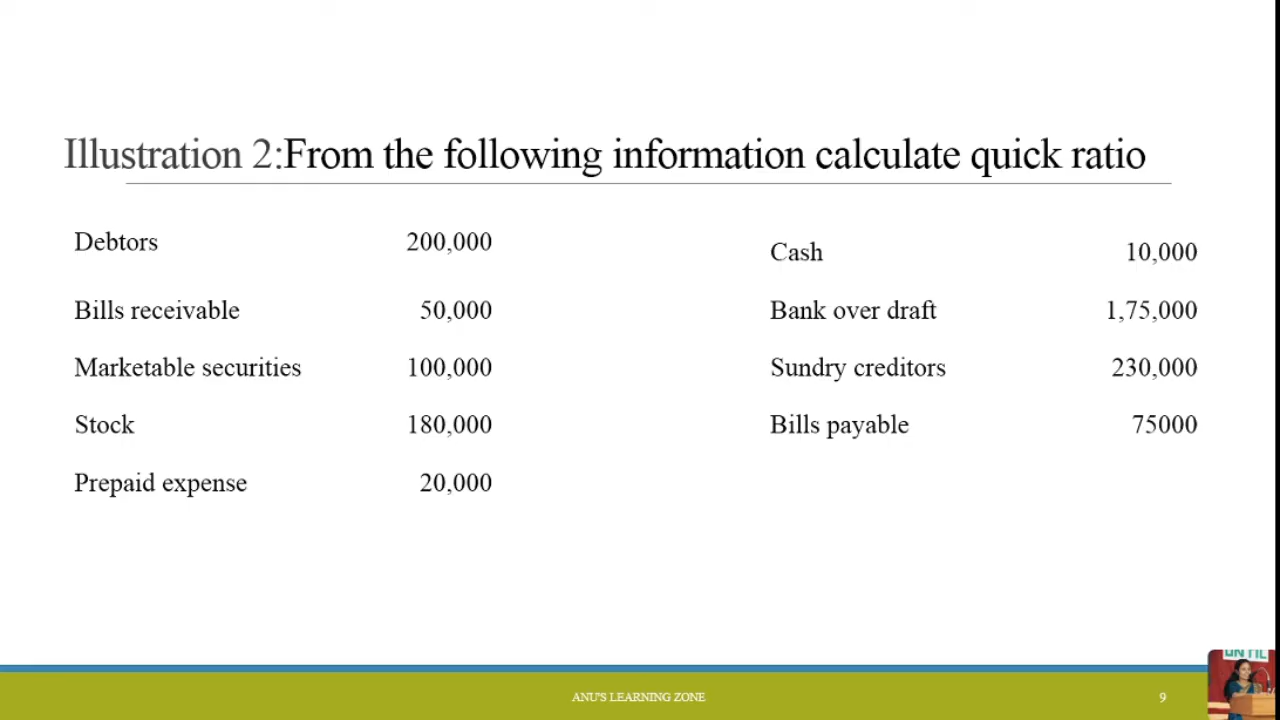 Illustration 2:From the following information calculate quick ratio
Debtors 200,000
Bills receivable 50,000
Marketable securities 100,000
Stock 180,000
Prepaid expense 20,000
Cash 10,000
Bank over draft 1,75,000
Sundry creditors 230,000
Bills payable 75000
ANU'S LEARNING ZONE
9